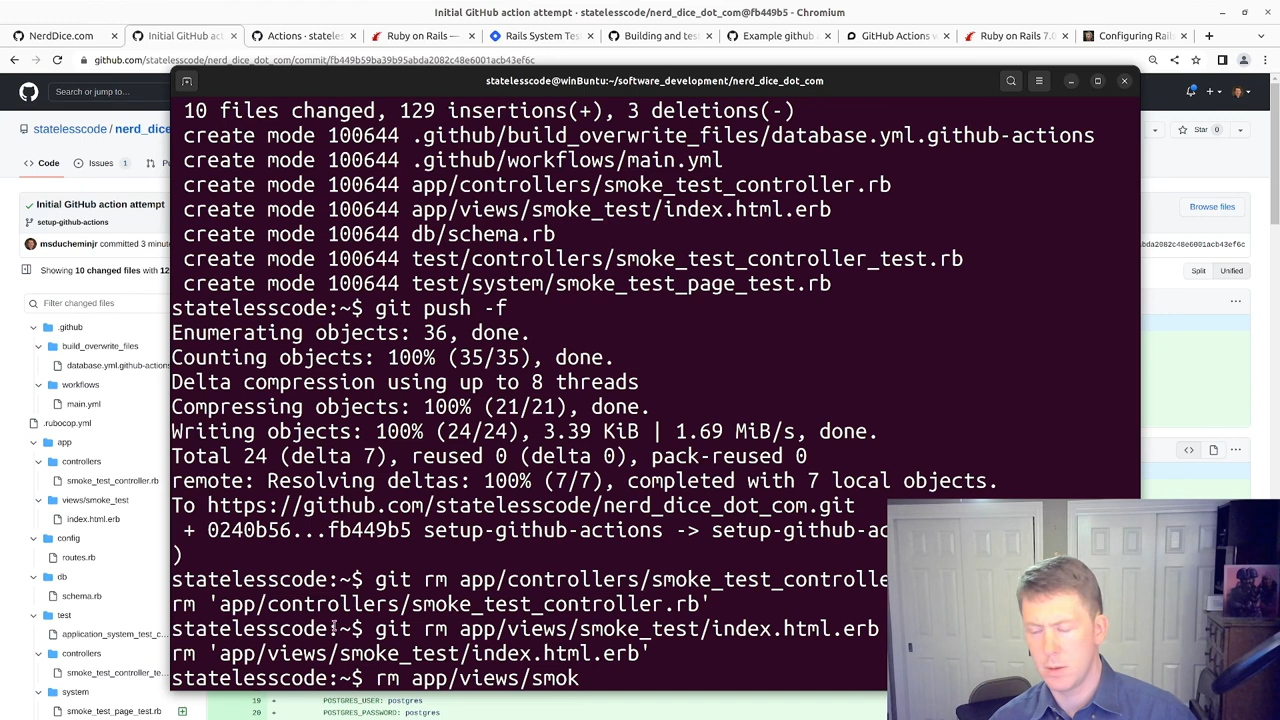 Initial GitHub action attempt · statelesscode/nerd_dice_dot_com@fb449b5 - Chromium
NerdDice.com
Initial GitHub action
Actions · stateless
Ruby on Rails —
Rails System Tes
Building and tes
Example github
GitHub Actions w
Ruby on Rails 7.0
Configuring Rails
github.com/statelesscode/nerd_dice_dot_com/commit/fb449b59ba39b95abda2082c48e6001acb43ef6c
Search or jump to...
statelesscode@winBuntu:~/software_development/nerd_dice_dot_com
statelesscode / nerd_dice
Star 0
Code
Issues 1
Initial GitHub action attempt
setup-github-actions
msducheminjr committed 3 minut
Browse files
abda2082c48e6001acb43ef6c
Showing 10 changed files with 12
Split
Unified
Filter changed files
.github
build_overwrite_files
database.yml.github-actions
workflows
main.yml
.rubocop.yml
app
controllers
smoke_test_controller.rb
views/smoke_test
index.html.erb
config
routes.rb
db
schema.rb
test
application_system_test_c...
controllers
smoke_test_controller_te...
system
smoke_test_page_test.rb
10 files changed, 129 insertions(+), 3 deletions(-)
create mode 100644 .github/build_overwrite_files/database.yml.github-actions
create mode 100644 .github/workflows/main.yml
create mode 100644 app/controllers/smoke_test_controller.rb
create mode 100644 app/views/smoke_test/index.html.erb
create mode 100644 db/schema.rb
create mode 100644 test/controllers/smoke_test_controller_test.rb
create mode 100644 test/system/smoke_test_page_test.rb
statelesscode:~$ git push -f
Enumerating objects: 36, done.
Counting objects: 100% (35/35), done.
Delta compression using up to 8 threads
Compressing objects: 100% (21/21), done.
Writing objects: 100% (24/24), 3.39 KiB | 1.69 MiB/s, done.
Total 24 (delta 7), reused 0 (delta 0), pack-reused 0
remote: Resolving deltas: 100% (7/7), completed with 7 local objects.
To https://github.com/statelesscode/nerd_dice_dot_com.git
+ 0240b56...fb449b5 setup-github-actions -> setup-github-ac
)
statelesscode:~$ git rm app/controllers/smoke_test_controlle
rm 'app/controllers/smoke_test_controller.rb'
statelesscode:~$ git rm app/views/smoke_test/index.html.erb
rm 'app/views/smoke_test/index.html.erb'
statelesscode:~$ rm app/views/smok
19 + POSTGRES_USER: postgres
20 + POSTGRES_PASSWORD: postgres